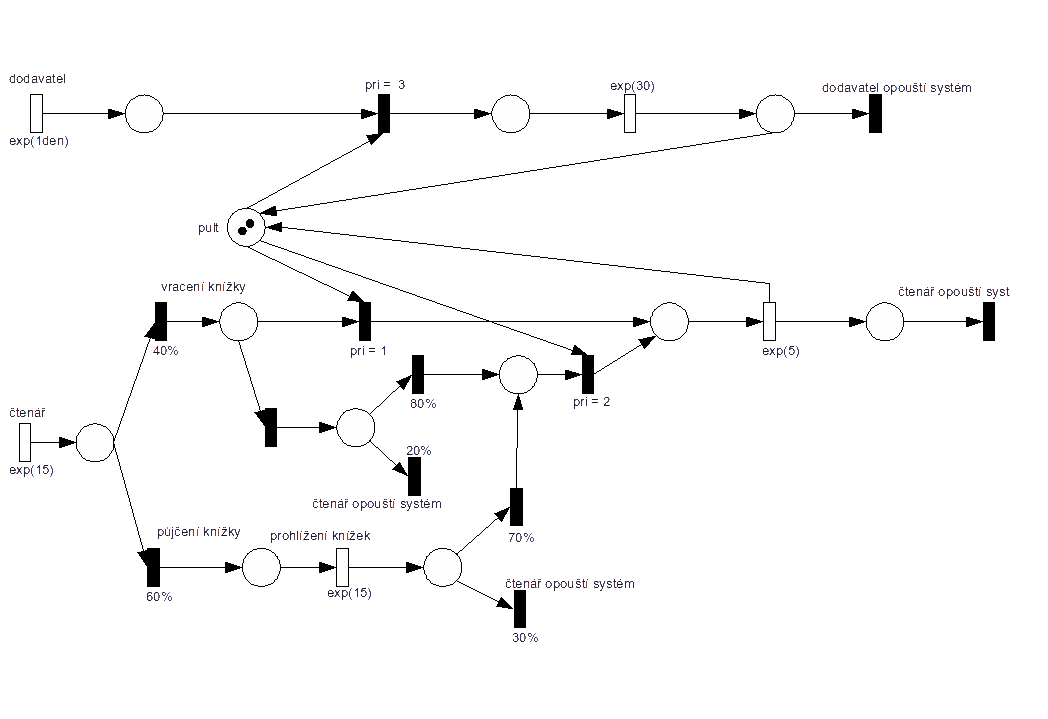 dodavatel
pri = 3
exp(30)
dodavatel opouští systém
exp(1den)
pult
vracení knížky
čtenář opouští syst
40%
pri = 1
exp(5)
80%
pri = 2
čtenář
exp(15)
20%
čtenář opouští systém
půjčení knížky
prohlížení knížek
70%
60%
exp(15)
čtenář opouští systém
30%